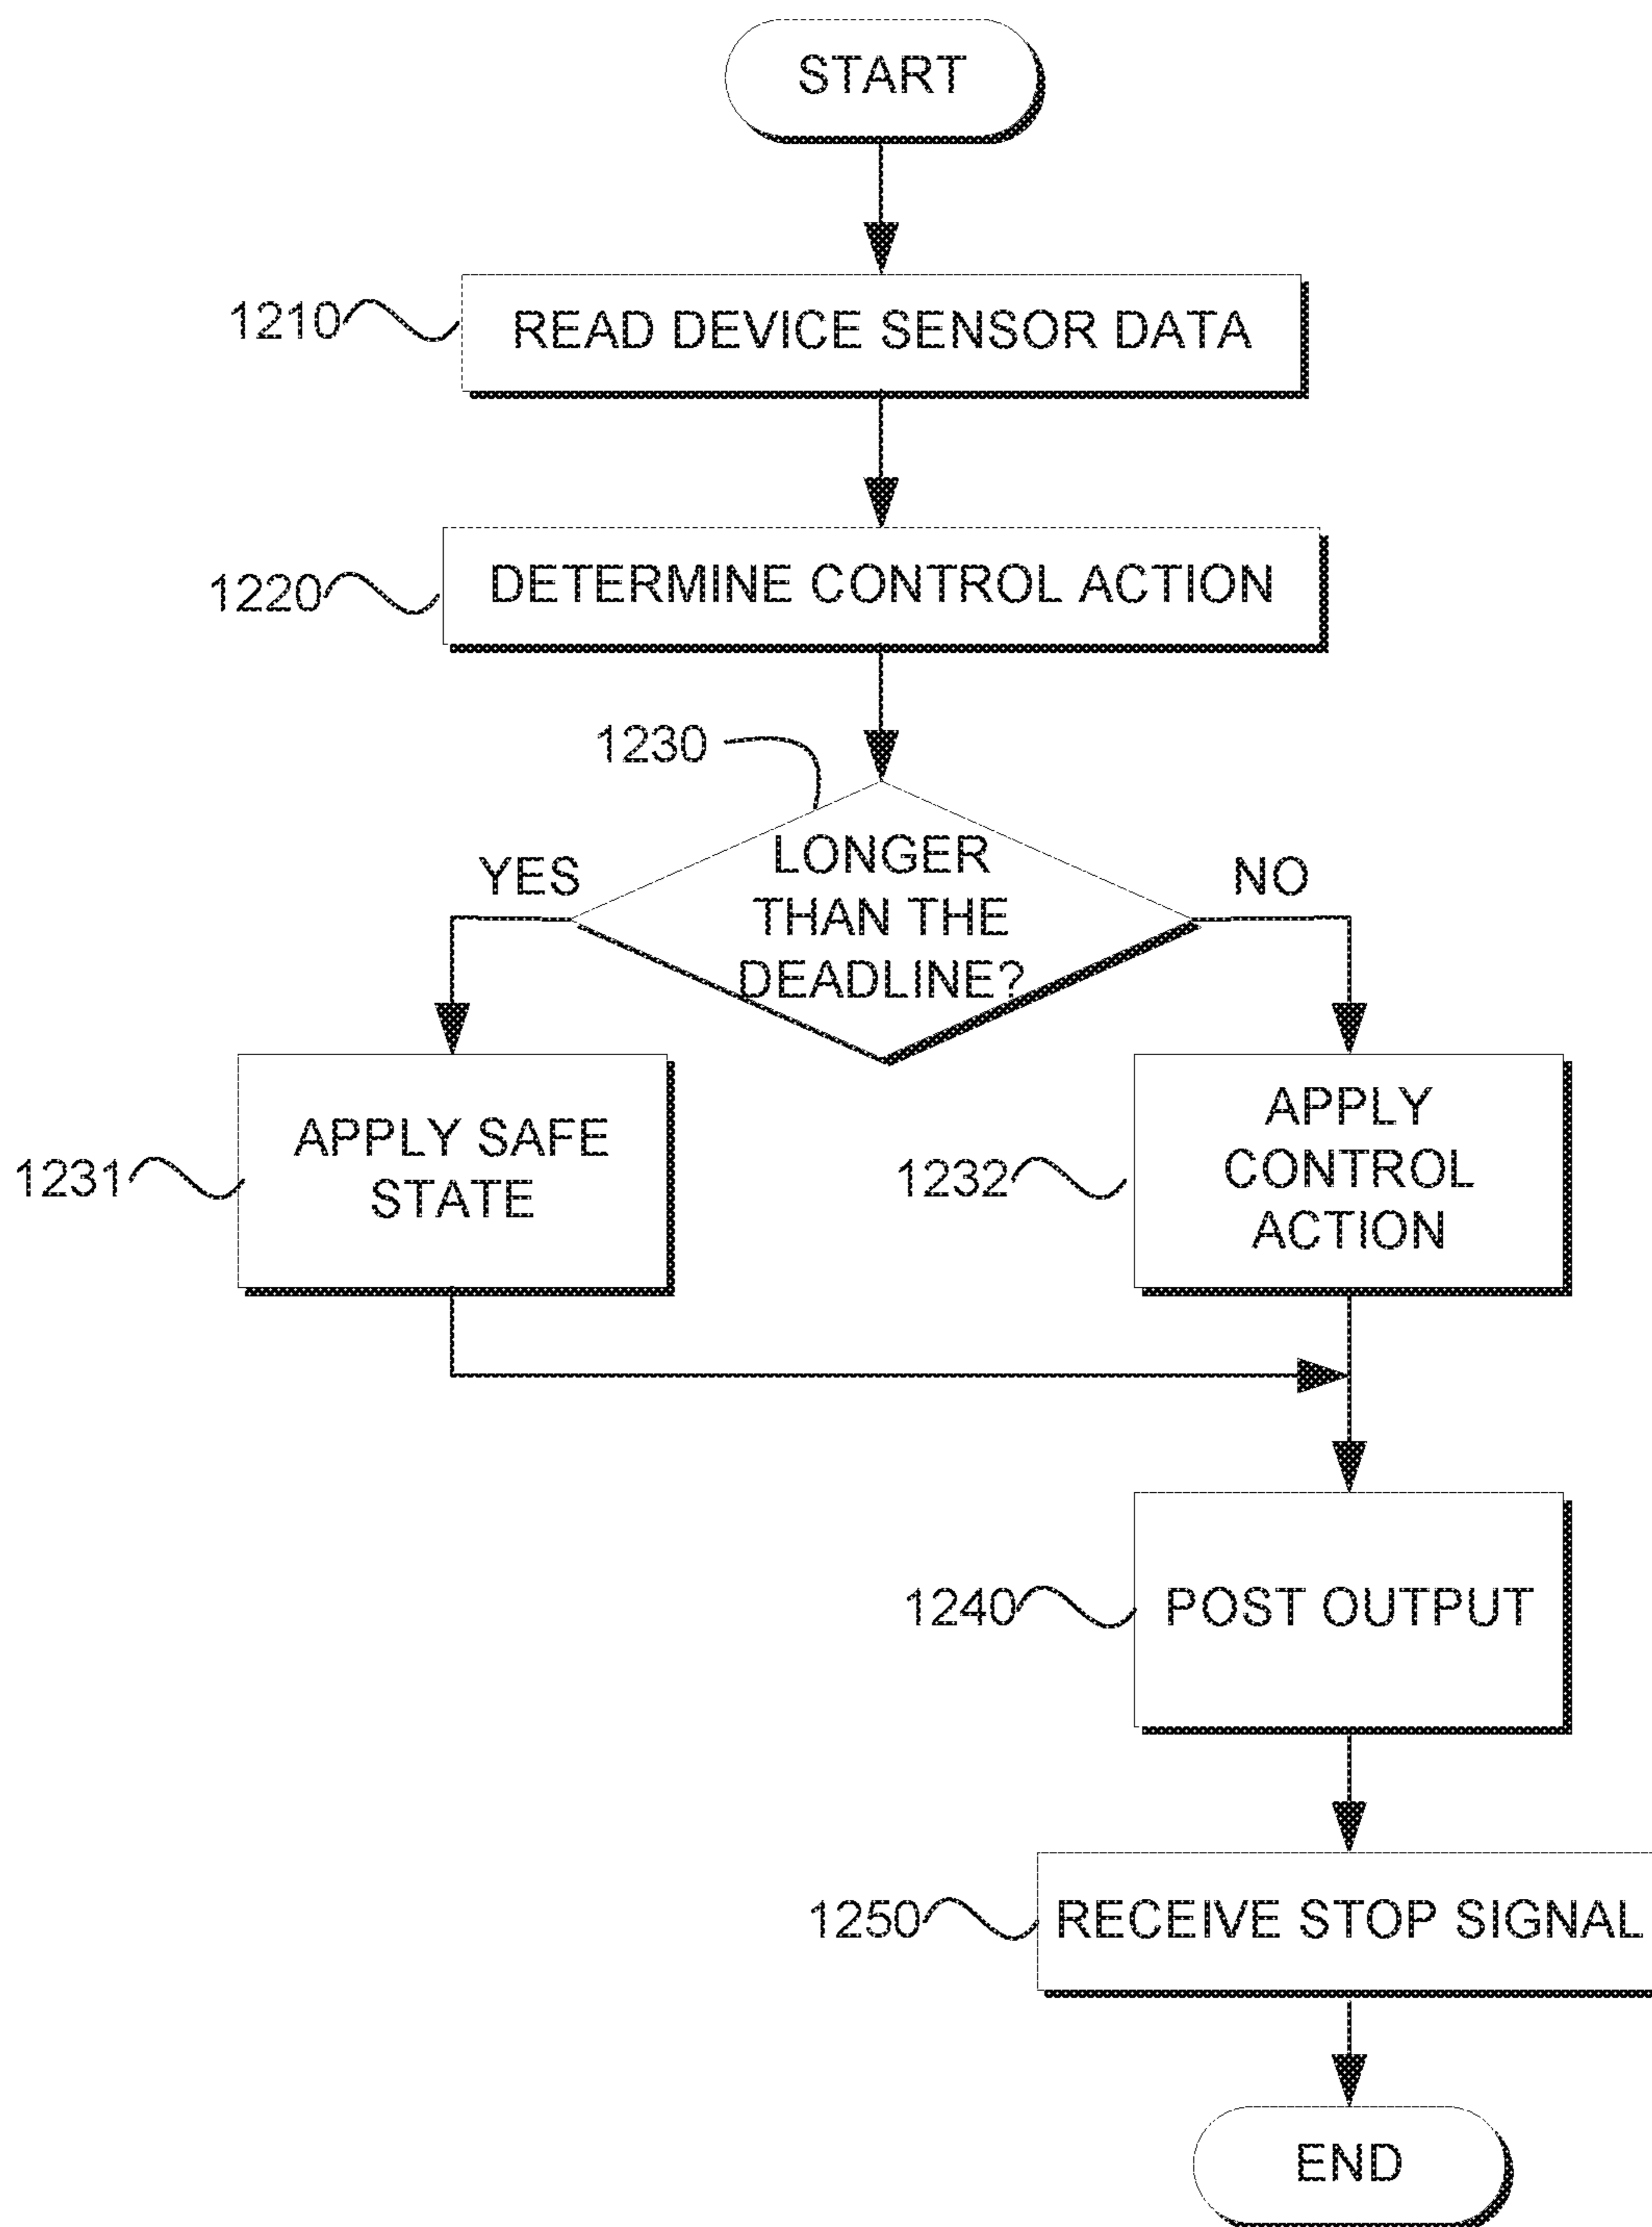 START
1210
READ DEVICE SENSOR DATA
1220
DETERMINE CONTROL ACTION
1230
LONGER
THAN THE
DEADLINE?
YES
NO
1231
APPLY SAFE
STATE
1232
APPLY
CONTROL
ACTION
1240
POST OUTPUT
1250
RECEIVE STOP SIGNAL
END